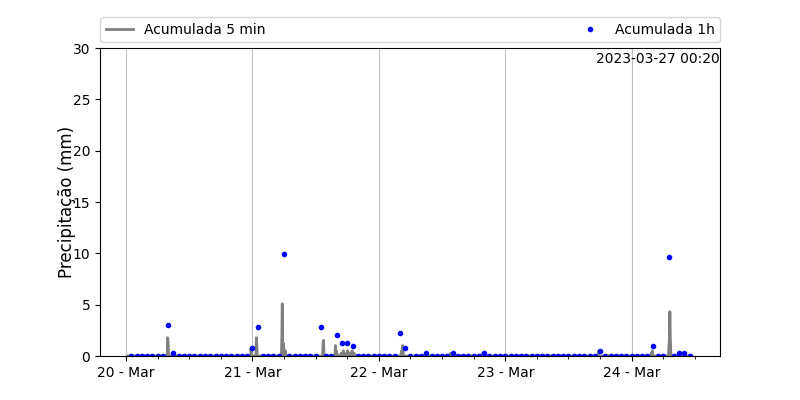 Acumulada 5 min
Acumulada 1h
2023-03-27 00:20
Precipitação (mm)
30
25
20
15
10
5
0
20 - Mar
21 - Mar
22 - Mar
23 - Mar
24 - Mar